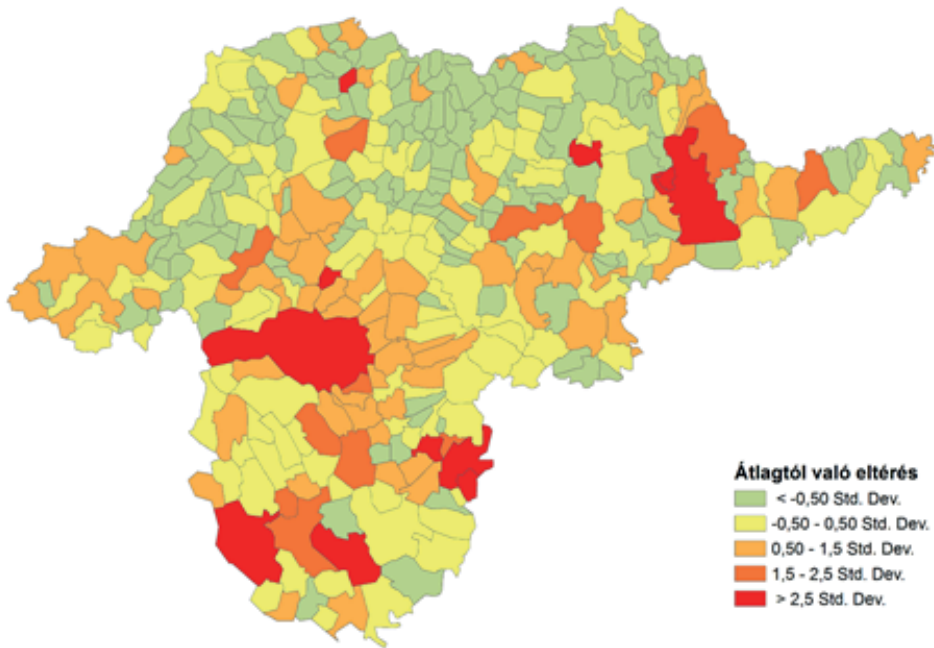 Átlagtól való eltérés
< -0,50 Std. Dev.
-0,50 - 0,50 Std. Dev.
0,50 - 1,5 Std. Dev.
1,5 - 2,5 Std. Dev.
> 2,5 Std. Dev.